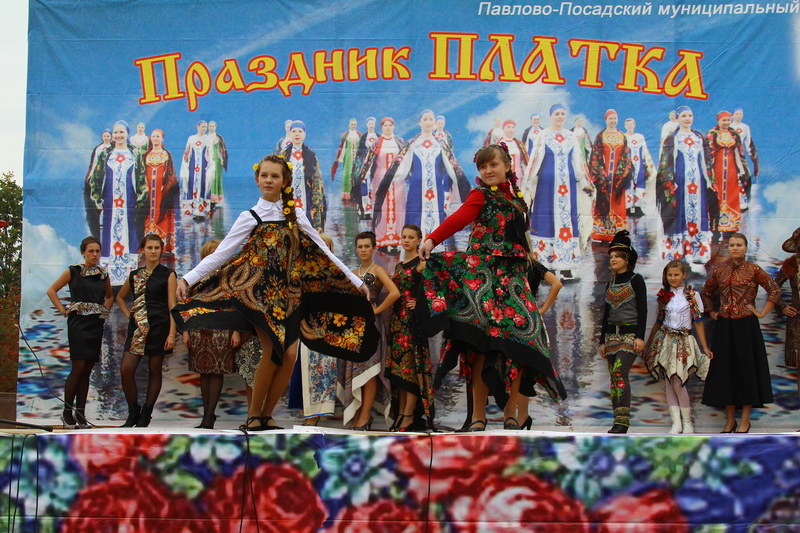 Павлово-Посадский муниципальный
Праздник ПЛАТКА